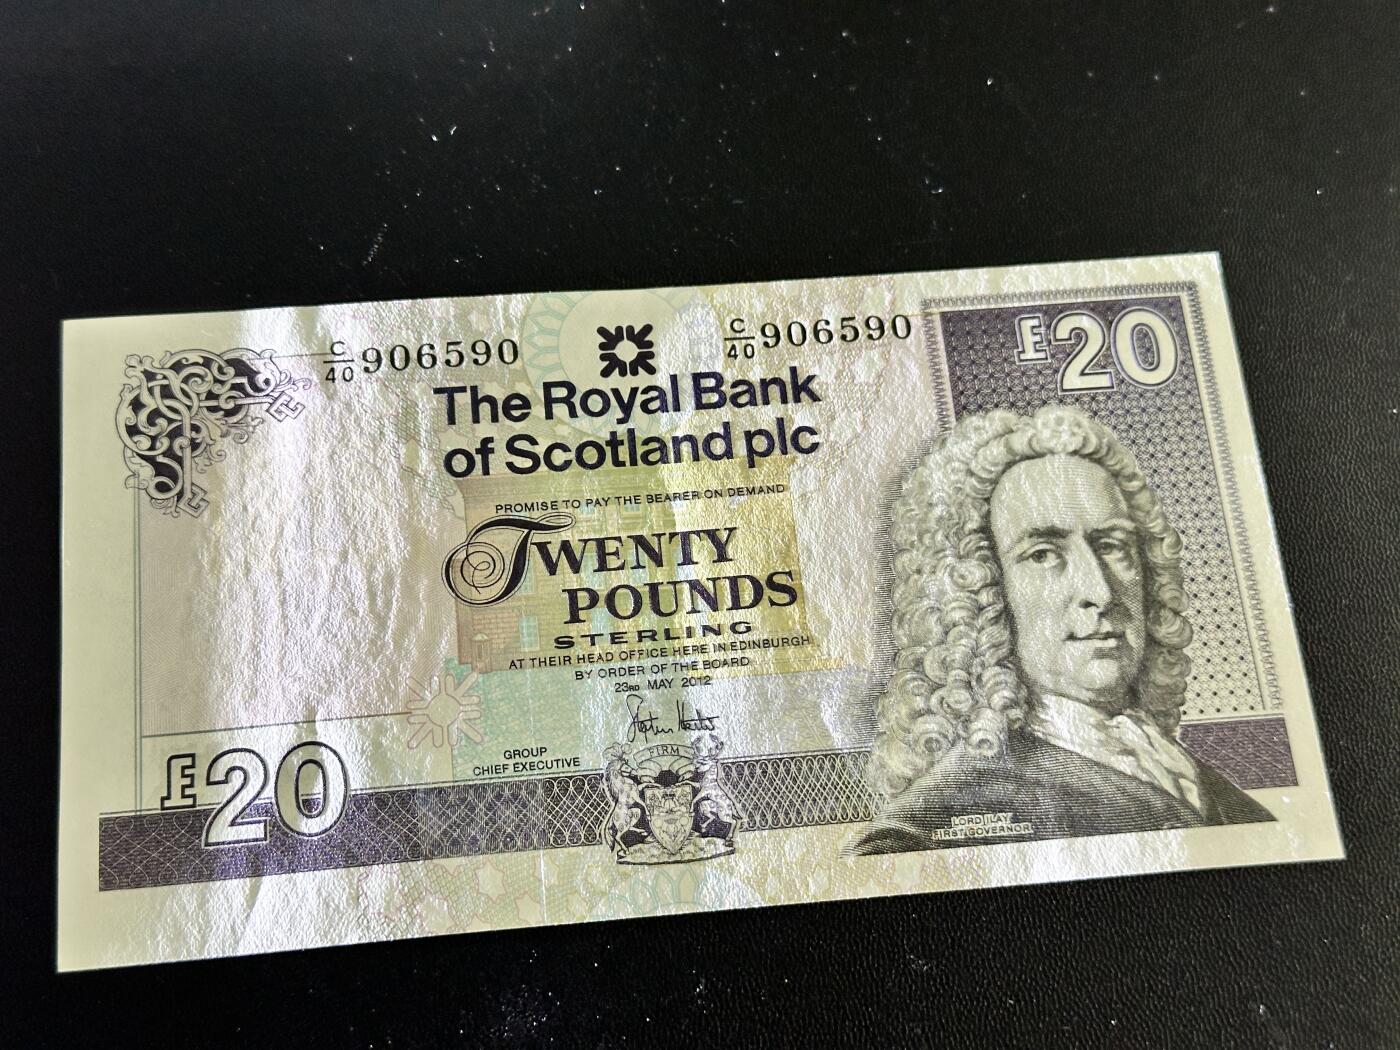 C/40 906590
C/40 906590
£20
The Royal Bank
of Scotland plc
PROMISE TO PAY THE BEARER ON DEMAND
TWENTY
POUNDS
STERLING
AT THEIR HEAD OFFICE HERE IN EDINBURGH
BY ORDER OF THE BOARD
23RD MAY 2012
GROUP
CHIEF EXECUTIVE
FIRM
£20
LORD ILAY
FIRST GOVERNOR